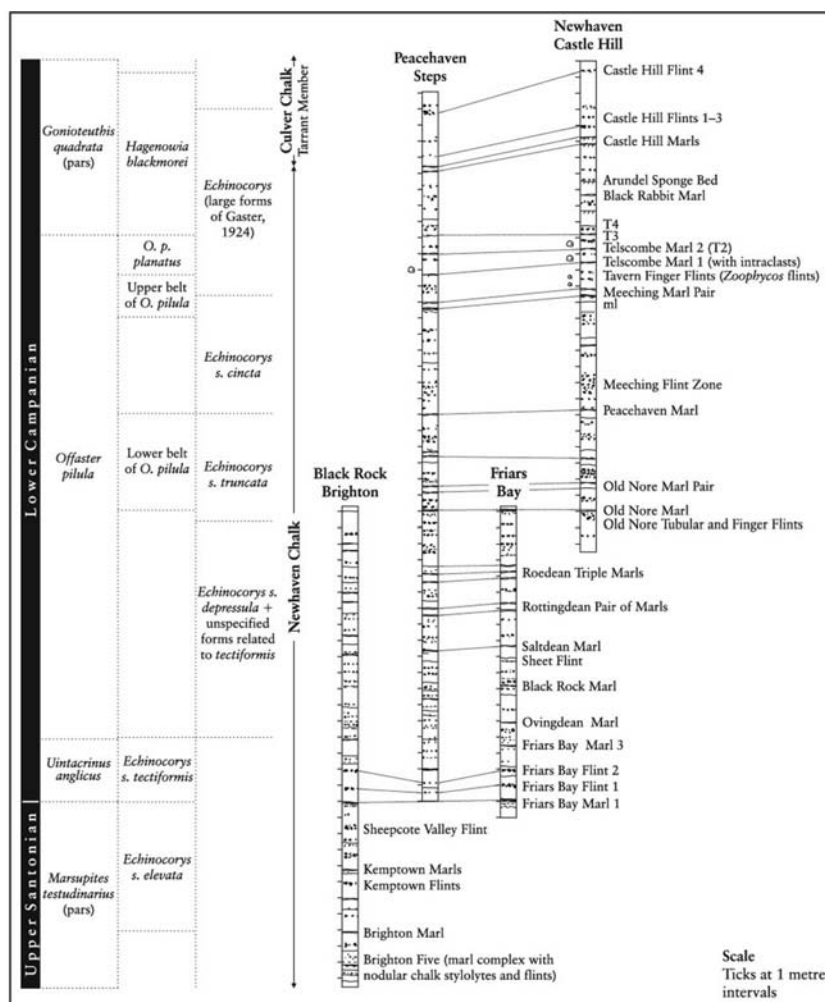 Newhaven
Castle Hill
Peacehaven
Steps
Black Rock
Brighton
Friars
Bay
Upper Santonian
Lower Campanian
Gonioteuthis
quadrata
(pars)
Offaster
pilula
Uintacrinus
anglicus
Marsupites
testudinarius
(pars)
Hagenowia
blackmorei
O. p.
planatus
Upper belt
of O. pilula
Lower belt
of O. pilula
Echinocorys
s. tectiformis
Echinocorys
s. elevata
Echinocorys
(large forms
of Gaster,
1924)
Echinocorys
s. cincta
Echinocorys
s. truncata
Echinocorys s.
depressula +
unspecified
forms related
to tectiformis
Culver Chalk
Tarrant Member
Newhaven Chalk
Castle Hill Flint 4
Castle Hill Flints 1–3
Castle Hill Marls
Arundel Sponge Bed
Black Rabbit Marl
T4
T3
Telscombe Marl 2 (T2)
Telscombe Marl 1 (with intraclasts)
Tavern Finger Flints (Zoophycos flints)
Meeching Marl Pair
ml
Meeching Flint Zone
Peacehaven Marl
Old Nore Marl Pair
Old Nore Marl
Old Nore Tubular and Finger Flints
Roedean Triple Marls
Rottingdean Pair of Marls
Saltdean Marl
Sheet Flint
Black Rock Marl
Ovingdean Marl
Friars Bay Marl 3
Friars Bay Flint 2
Friars Bay Flint 1
Friars Bay Marl 1
Sheepcote Valley Flint
Kemptown Marls
Kemptown Flints
Brighton Marl
Brighton Five (marl complex with
nodular chalk stylolytes and flints)
Scale
Ticks at 1 metre
intervals